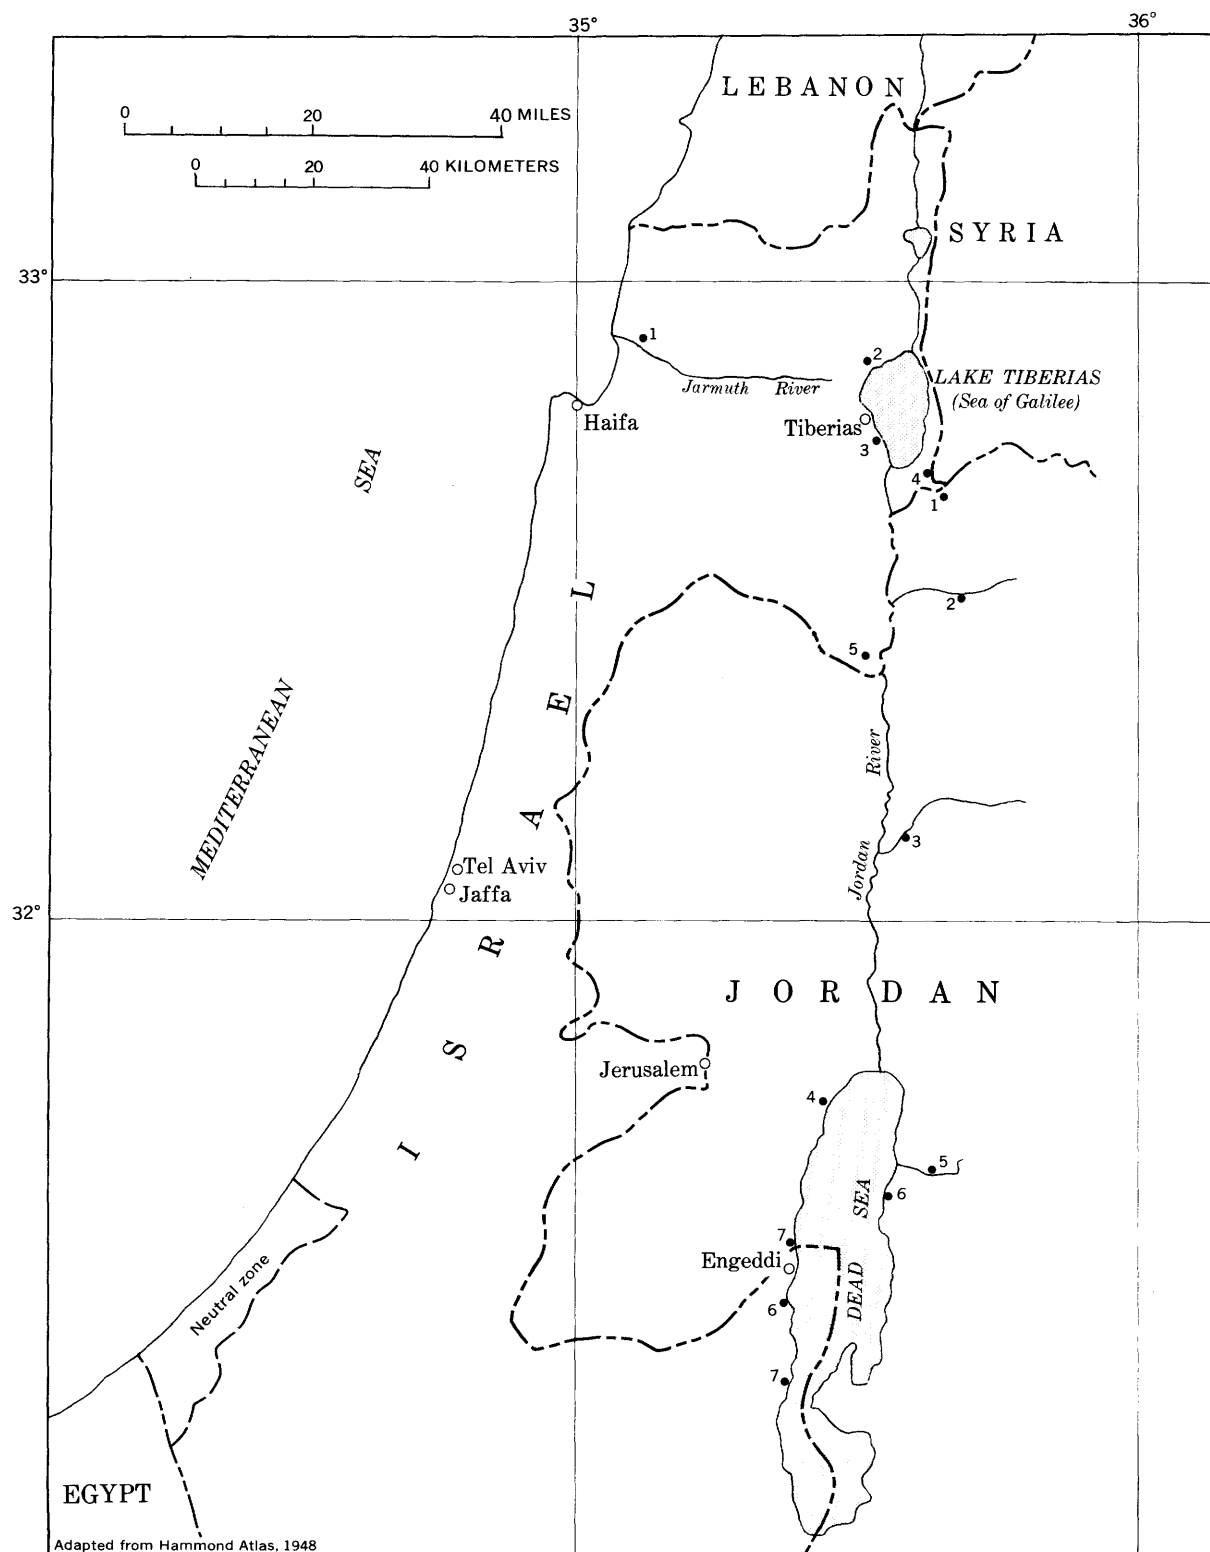 35°
36°
LEBANON
0 20 40 MILES
0 20 40 KILOMETERS
SYRIA
33°
1
2
Jarmuth River
LAKE TIBERIAS
(Sea of Galilee)
Haifa
Tiberias
3
SEA
4
1
2
5
MEDITERRANEAN
ISRAEL
River
Jordan
3
Tel Aviv
Jaffa
32°
JORDAN
Jerusalem
4
5
6
SEA
7
Engeddi
DEAD
6
Neutral zone
7
EGYPT
Adapted from Hammond Atlas, 1948